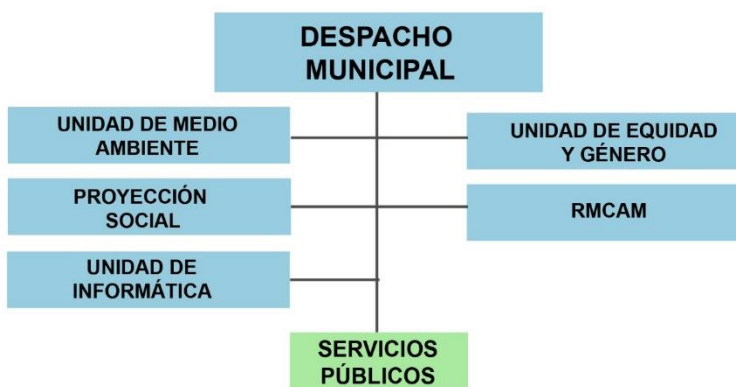 DESPACHO
MUNICIPAL
UNIDAD DE MEDIO
AMBIENTE
UNIDAD DE EQUIDAD
Y GÉNERO
PROYECCIÓN
SOCIAL
RMCAM
UNIDAD DE
INFORMÁTICA
SERVICIOS
PÚBLICOS